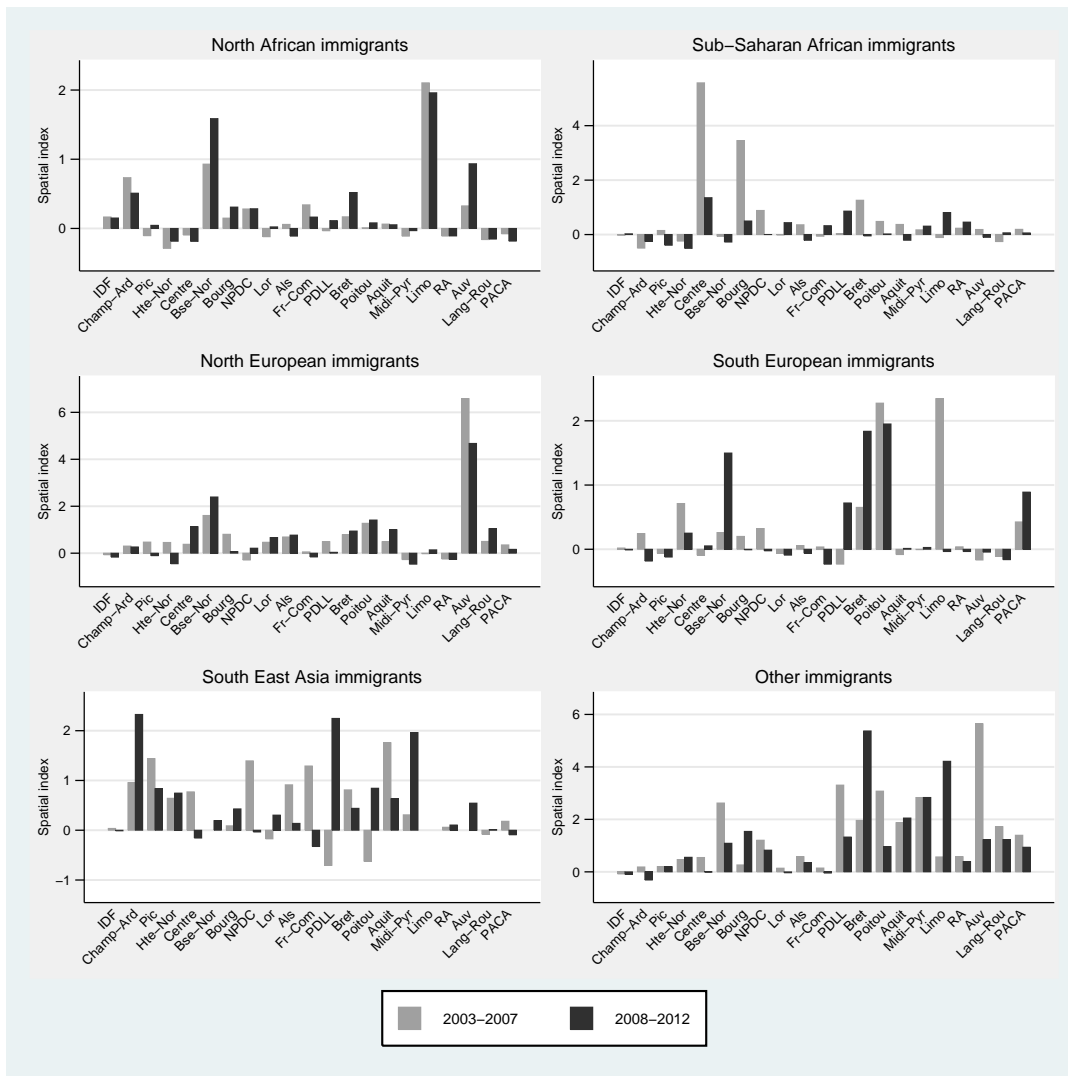 North African immigrants
Spatial index
2
1
0
IDF
Champ−Ard
Pic
Hte−Nor
Centre
Bse−Nor
Bourg
NPDC
Lor
Als
Fr−Com
PDLL
Bret
Poitou
Aquit
Midi−Pyr
Limo
RA
Auv
Lang−Rou
PACA
Sub−Saharan African immigrants
Spatial index
4
2
0
IDF
Champ−Ard
Pic
Hte−Nor
Centre
Bse−Nor
Bourg
NPDC
Lor
Als
Fr−Com
PDLL
Bret
Poitou
Aquit
Midi−Pyr
Limo
RA
Auv
Lang−Rou
PACA
North European immigrants
Spatial index
6
4
2
0
IDF
Champ−Ard
Pic
Hte−Nor
Centre
Bse−Nor
Bourg
NPDC
Lor
Als
Fr−Com
PDLL
Bret
Poitou
Aquit
Midi−Pyr
Limo
RA
Auv
Lang−Rou
PACA
South European immigrants
Spatial index
2
1
0
IDF
Champ−Ard
Pic
Hte−Nor
Centre
Bse−Nor
Bourg
NPDC
Lor
Als
Fr−Com
PDLL
Bret
Poitou
Aquit
Midi−Pyr
Limo
RA
Auv
Lang−Rou
PACA
South East Asia immigrants
Spatial index
2
1
0
−1
IDF
Champ−Ard
Pic
Hte−Nor
Centre
Bse−Nor
Bourg
NPDC
Lor
Als
Fr−Com
PDLL
Bret
Poitou
Aquit
Midi−Pyr
Limo
RA
Auv
Lang−Rou
PACA
Other immigrants
Spatial index
6
4
2
0
IDF
Champ−Ard
Pic
Hte−Nor
Centre
Bse−Nor
Bourg
NPDC
Lor
Als
Fr−Com
PDLL
Bret
Poitou
Aquit
Midi−Pyr
Limo
RA
Auv
Lang−Rou
PACA
2003−2007
2008−2012